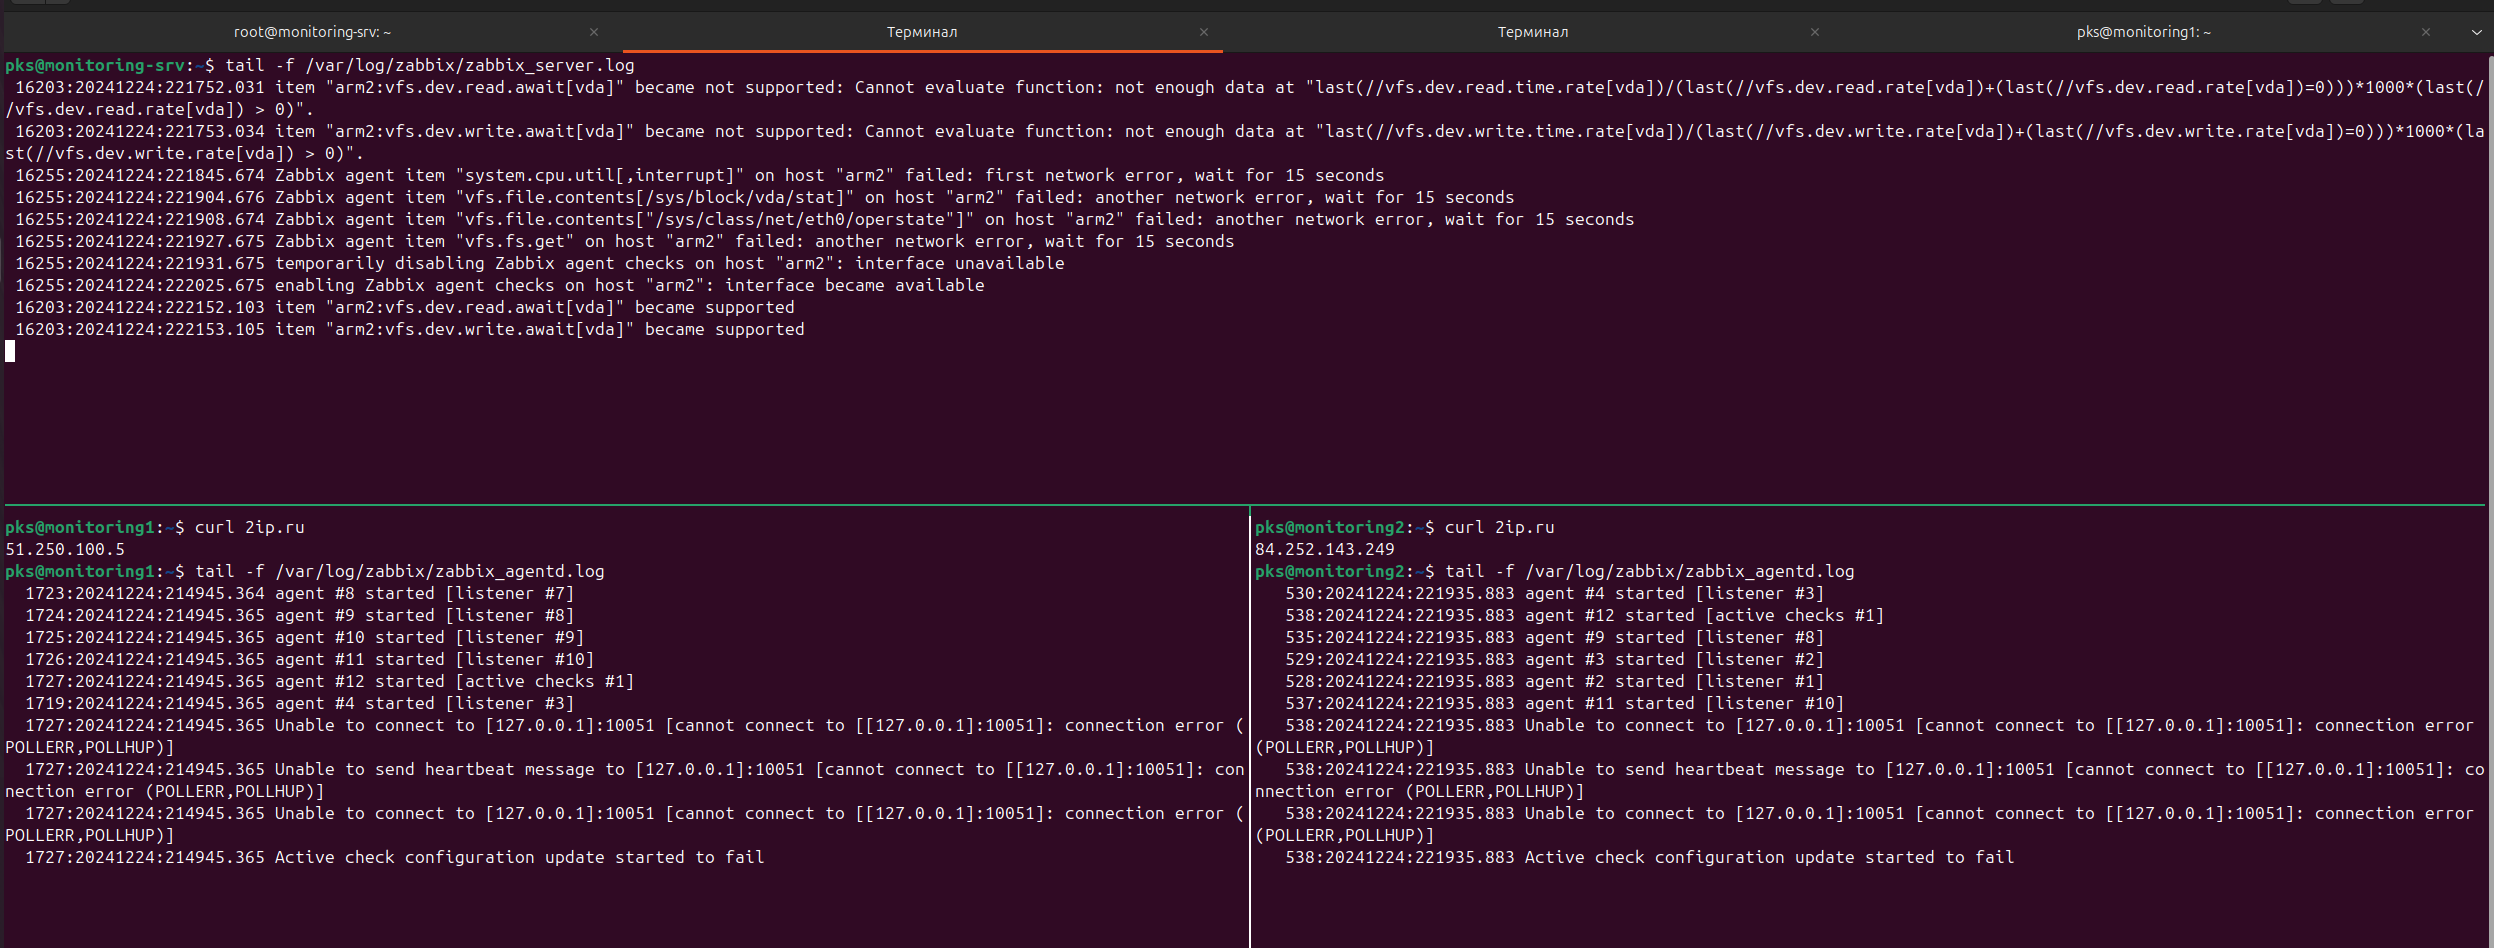 root@monitoring-srv: ~
Терминал
Терминал
pks@monitoring1: ~
pks@monitoring-srv:~$ tail -f /var/log/zabbix/zabbix_server.log
16203:20241224:221752.031 item "arm2:vfs.dev.read.await[vda]" became not supported: Cannot evaluate function: not enough data at "last(//vfs.dev.read.time.rate[vda])/(last(//vfs.dev.read.rate[vda])+(last(//vfs.dev.read.rate[vda])=0)))*1000*(last(/
/vfs.dev.read.rate[vda]) > 0)".
16203:20241224:221753.034 item "arm2:vfs.dev.write.await[vda]" became not supported: Cannot evaluate function: not enough data at "last(//vfs.dev.write.time.rate[vda])/(last(//vfs.dev.write.rate[vda])+(last(//vfs.dev.write.rate[vda])=0)))*1000*(la
st(//vfs.dev.write.rate[vda]) > 0)".
16255:20241224:221845.674 Zabbix agent item "system.cpu.util[,interrupt]" on host "arm2" failed: first network error, wait for 15 seconds
16255:20241224:221904.676 Zabbix agent item "vfs.file.contents[/sys/block/vda/stat]" on host "arm2" failed: another network error, wait for 15 seconds
16255:20241224:221908.674 Zabbix agent item "vfs.file.contents["/sys/class/net/eth0/operstate"]" on host "arm2" failed: another network error, wait for 15 seconds
16255:20241224:221927.675 Zabbix agent item "vfs.fs.get" on host "arm2" failed: another network error, wait for 15 seconds
16255:20241224:221931.675 temporarily disabling Zabbix agent checks on host "arm2": interface unavailable
16255:20241224:222025.675 enabling Zabbix agent checks on host "arm2": interface became available
16203:20241224:222152.103 item "arm2:vfs.dev.read.await[vda]" became supported
16203:20241224:222153.105 item "arm2:vfs.dev.write.await[vda]" became supported
pks@monitoring1:~$ curl 2ip.ru
51.250.100.5
pks@monitoring1:~$ tail -f /var/log/zabbix/zabbix_agentd.log
1723:20241224:214945.364 agent #8 started [listener #7]
1724:20241224:214945.365 agent #9 started [listener #8]
1725:20241224:214945.365 agent #10 started [listener #9]
1726:20241224:214945.365 agent #11 started [listener #10]
1727:20241224:214945.365 agent #12 started [active checks #1]
1719:20241224:214945.365 agent #4 started [listener #3]
1727:20241224:214945.365 Unable to connect to [127.0.0.1]:10051 [cannot connect to [[127.0.0.1]:10051]: connection error (
POLLERR,POLLHUP)]
1727:20241224:214945.365 Unable to send heartbeat message to [127.0.0.1]:10051 [cannot connect to [[127.0.0.1]:10051]: con
nection error (POLLERR,POLLHUP)]
1727:20241224:214945.365 Unable to connect to [127.0.0.1]:10051 [cannot connect to [[127.0.0.1]:10051]: connection error (
POLLERR,POLLHUP)]
1727:20241224:214945.365 Active check configuration update started to fail
pks@monitoring2:~$ curl 2ip.ru
84.252.143.249
pks@monitoring2:~$ tail -f /var/log/zabbix/zabbix_agentd.log
530:20241224:221935.883 agent #4 started [listener #3]
538:20241224:221935.883 agent #12 started [active checks #1]
535:20241224:221935.883 agent #9 started [listener #8]
529:20241224:221935.883 agent #3 started [listener #2]
528:20241224:221935.883 agent #2 started [listener #1]
537:20241224:221935.883 agent #11 started [listener #10]
538:20241224:221935.883 Unable to connect to [127.0.0.1]:10051 [cannot connect to [[127.0.0.1]:10051]: connection error
(POLLERR,POLLHUP)]
538:20241224:221935.883 Unable to send heartbeat message to [127.0.0.1]:10051 [cannot connect to [[127.0.0.1]:10051]: co
nnection error (POLLERR,POLLHUP)]
538:20241224:221935.883 Unable to connect to [127.0.0.1]:10051 [cannot connect to [[127.0.0.1]:10051]: connection error
(POLLERR,POLLHUP)]
538:20241224:221935.883 Active check configuration update started to fail